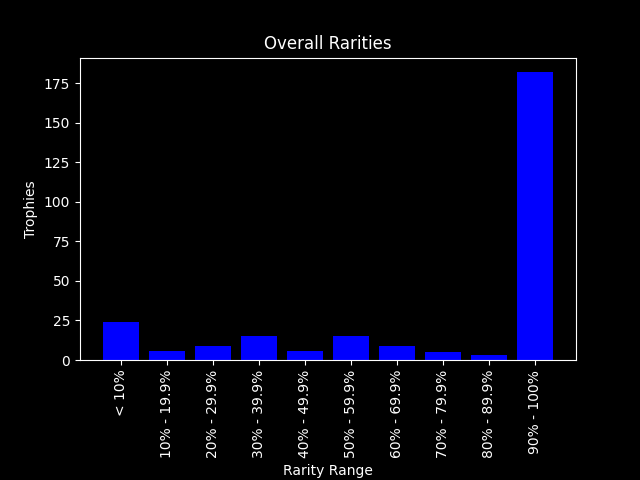 Overall Rarities
Trophies
175
150
125
100
75
50
25
0
< 10%
10% - 19.9%
20% - 29.9%
30% - 39.9%
40% - 49.9%
50% - 59.9%
60% - 69.9%
70% - 79.9%
80% - 89.9%
90% - 100%
Rarity Range